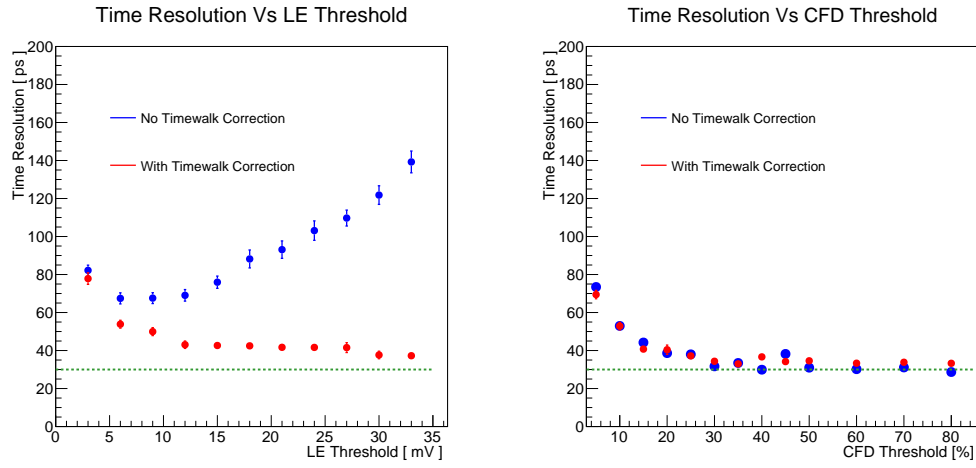 Time Resolution Vs LE Threshold
Time Resolution [ ps ]
200
180
160
140
120
100
80
60
40
20
0
No Timewalk Correction
With Timewalk Correction
0 5 10 15 20 25 30 35
LE Threshold [ mV ]
Time Resolution Vs CFD Threshold
Time Resolution [ ps ]
200
180
160
140
120
100
80
60
40
20
0
No Timewalk Correction
With Timewalk Correction
10 20 30 40 50 60 70 80
CFD Threshold [%]